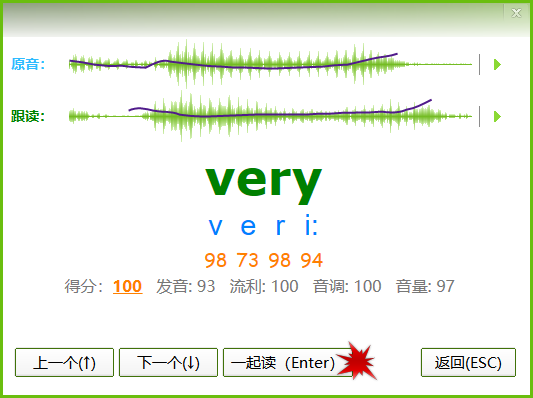 原音：
跟读：
very
v e r i:
98 73 98 94
得分： 100 发音: 93 流利: 100 音调: 100 音量: 97
上一个(↑) 下一个(↓) 一起读（Enter） 返回(ESC)